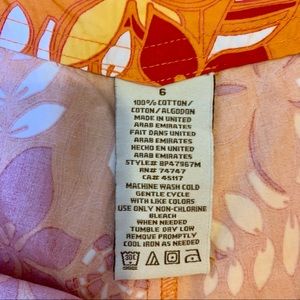 6
100% COTTON/
COTON/ALGODON
MADE IN UNITED
ARAB EMIRATES
FAIT DANS UNITED
ARAB EMIRATES
HECHO EN UNITED
ARAB EMIRATES
STYLE# 8P47967M
RN# 74747
CA# 45117
MACHINE WASH COLD
GENTLE CYCLE
WITH LIKE COLORS
USE ONLY NON-CHLORINE
BLEACH
WHEN NEEDED
TUMBLE DRY LOW
REMOVE PROMPTLY
COOL IRON AS NEEDED